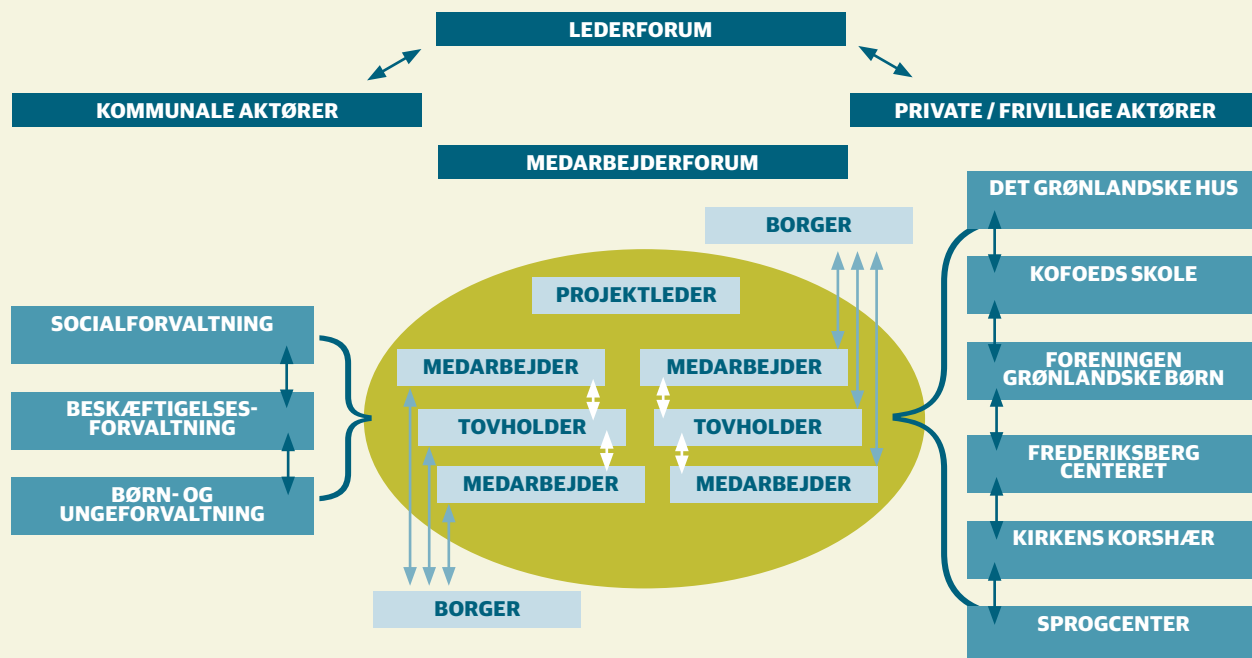 LEDERFORUM
KOMMUNALE AKTØRER
PRIVATE / FRIVILLIGE AKTØRER
MEDARBEJDERFORUM
DET GRØNLANDSKE HUS
BORGER
KOFOEDS SKOLE
PROJEKTLEDER
SOCIALFORVALTNING
MEDARBEJDER
MEDARBEJDER
FORENINGEN
GRØNLANDSKE BØRN
BESKÆFTIGELSES-
FORVALTNING
TOVHOLDER
TOVHOLDER
FREDERIKSBERG
CENTERET
MEDARBEJDER
MEDARBEJDER
BØRN- OG
UNGEFORVALTNING
KIRKENS KORSHÆR
BORGER
SPROGCENTER